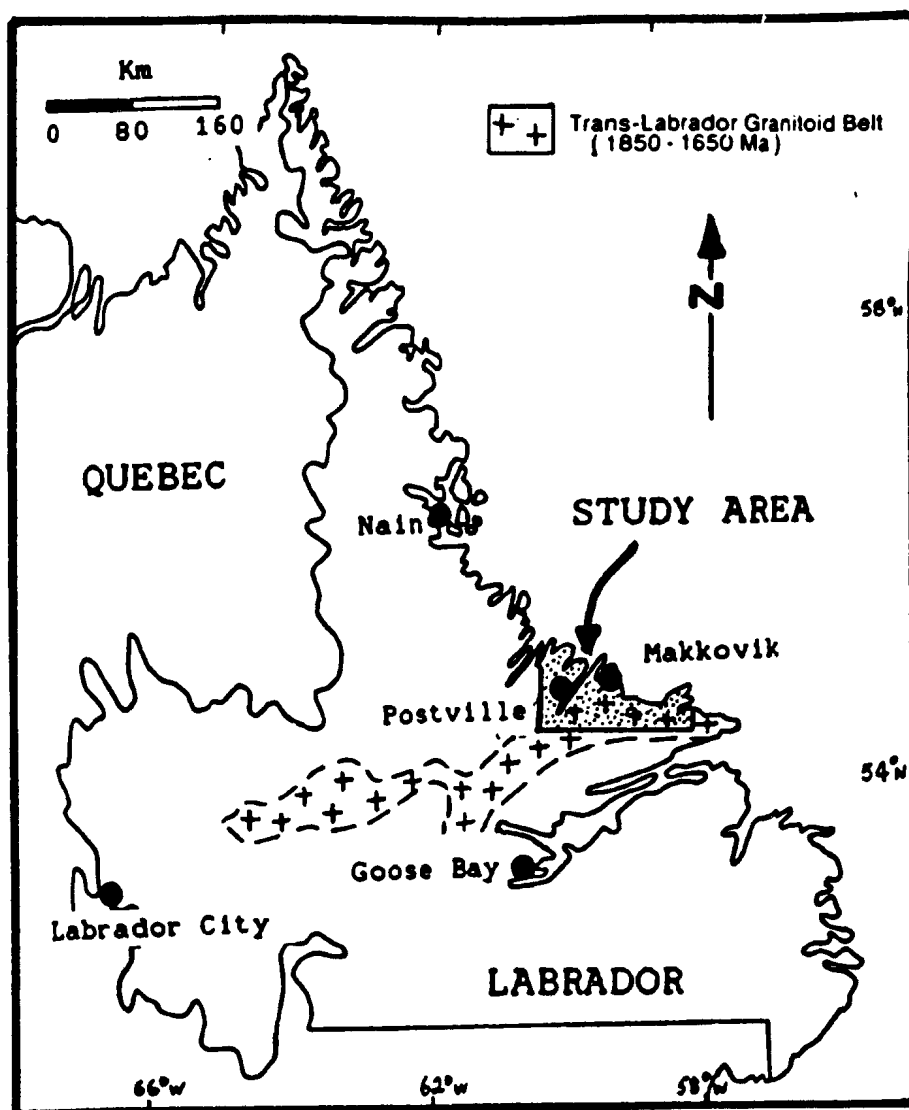 Km
0 80 160
Trans-Labrador Granitoid Belt
( 1850 - 1650 Ma)
N
58°W
QUEBEC
Nain
STUDY AREA
Makkovik
Postville
54°N
Goose Bay
Labrador City
LABRADOR
66°W 62°W 58°W